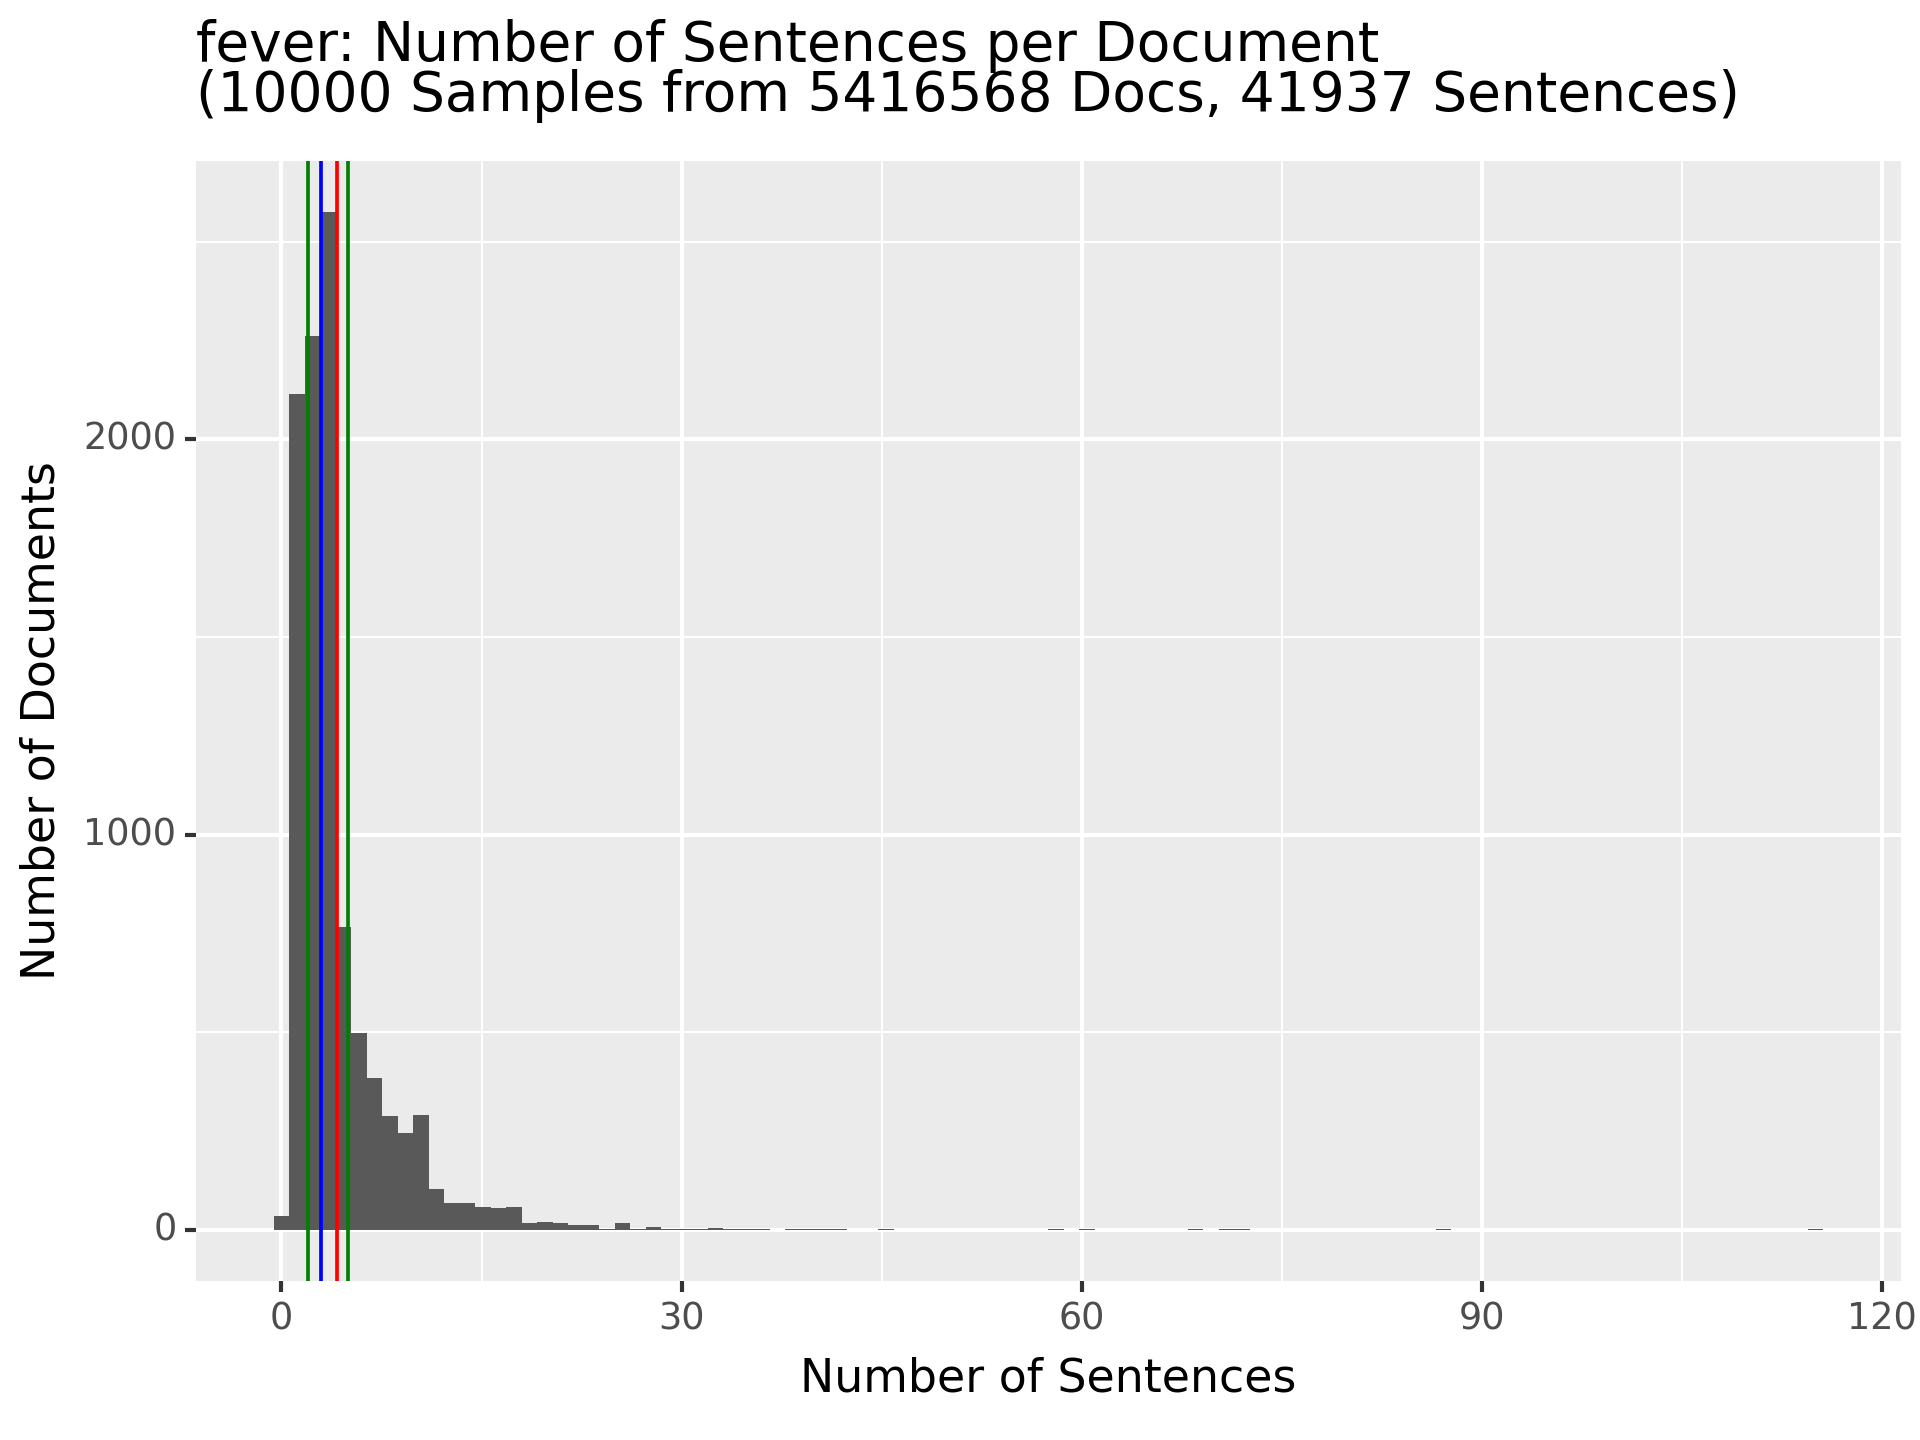 fever: Number of Sentences per Document
(10000 Samples from 5416568 Docs, 41937 Sentences)
Number of Documents
2000
1000
0
0 30 60 90 120
Number of Sentences